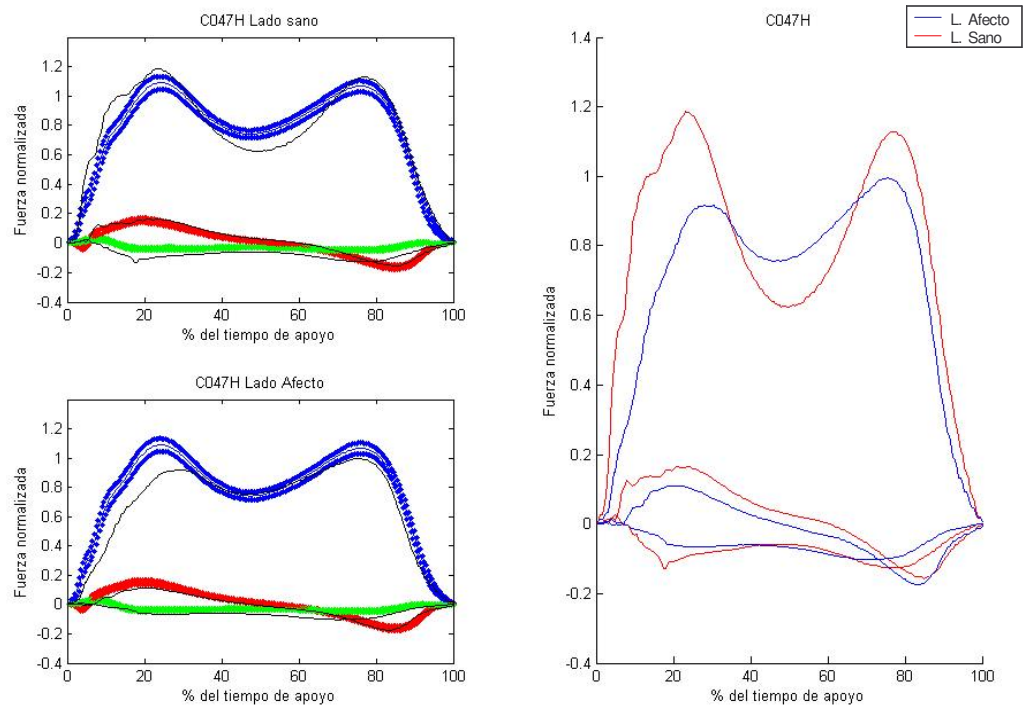 C047H Lado sano
1.4
1.2
1
0.8
0.6
0.4
0.2
0
-0.2
-0.4
Fuerza normalizada
0 20 40 60 80 100
% del tiempo de apoyo
C047H Lado Afecto
1.4
1.2
1
0.8
0.6
0.4
0.2
0
-0.2
-0.4
Fuerza normalizada
0 20 40 60 80 100
% del tiempo de apoyo
C047H
L. Afecto
L. Sano
1.4
1.2
1
0.8
0.6
0.4
0.2
0
-0.2
-0.4
Fuerza normalizada
0 20 40 60 80 100
% del tiempo de apoyo